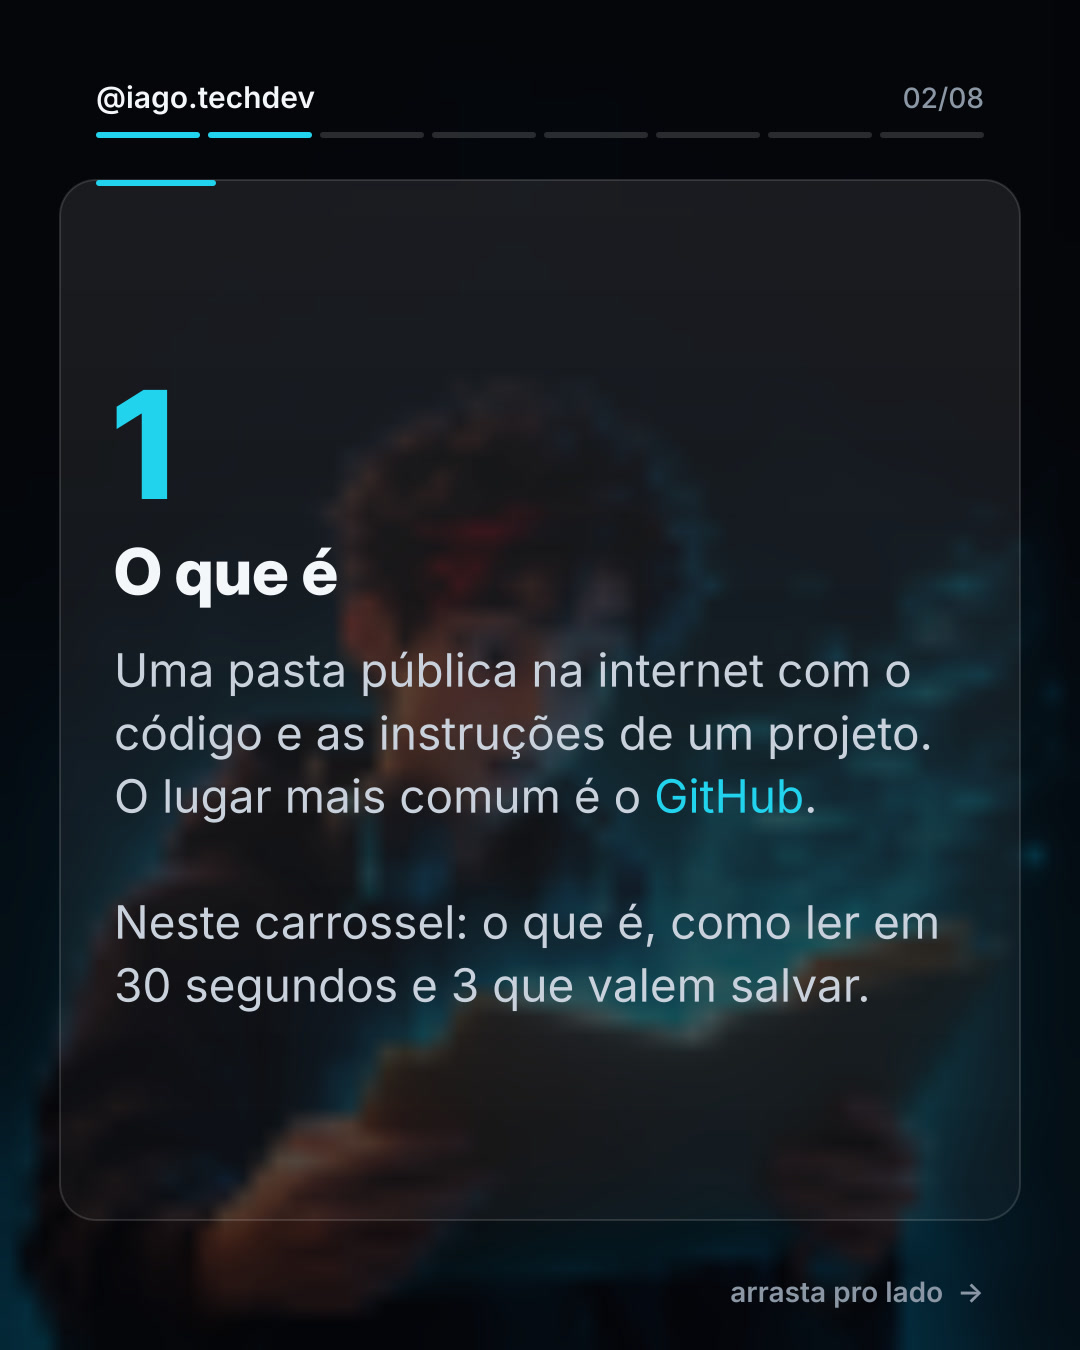 @iago.techdev
02/08
1
O que é
Uma pasta pública na internet com o
código e as instruções de um projeto.
O lugar mais comum é o GitHub.
Neste carrossel: o que é, como ler em
30 segundos e 3 que valem salvar.
arrasta pro lado →